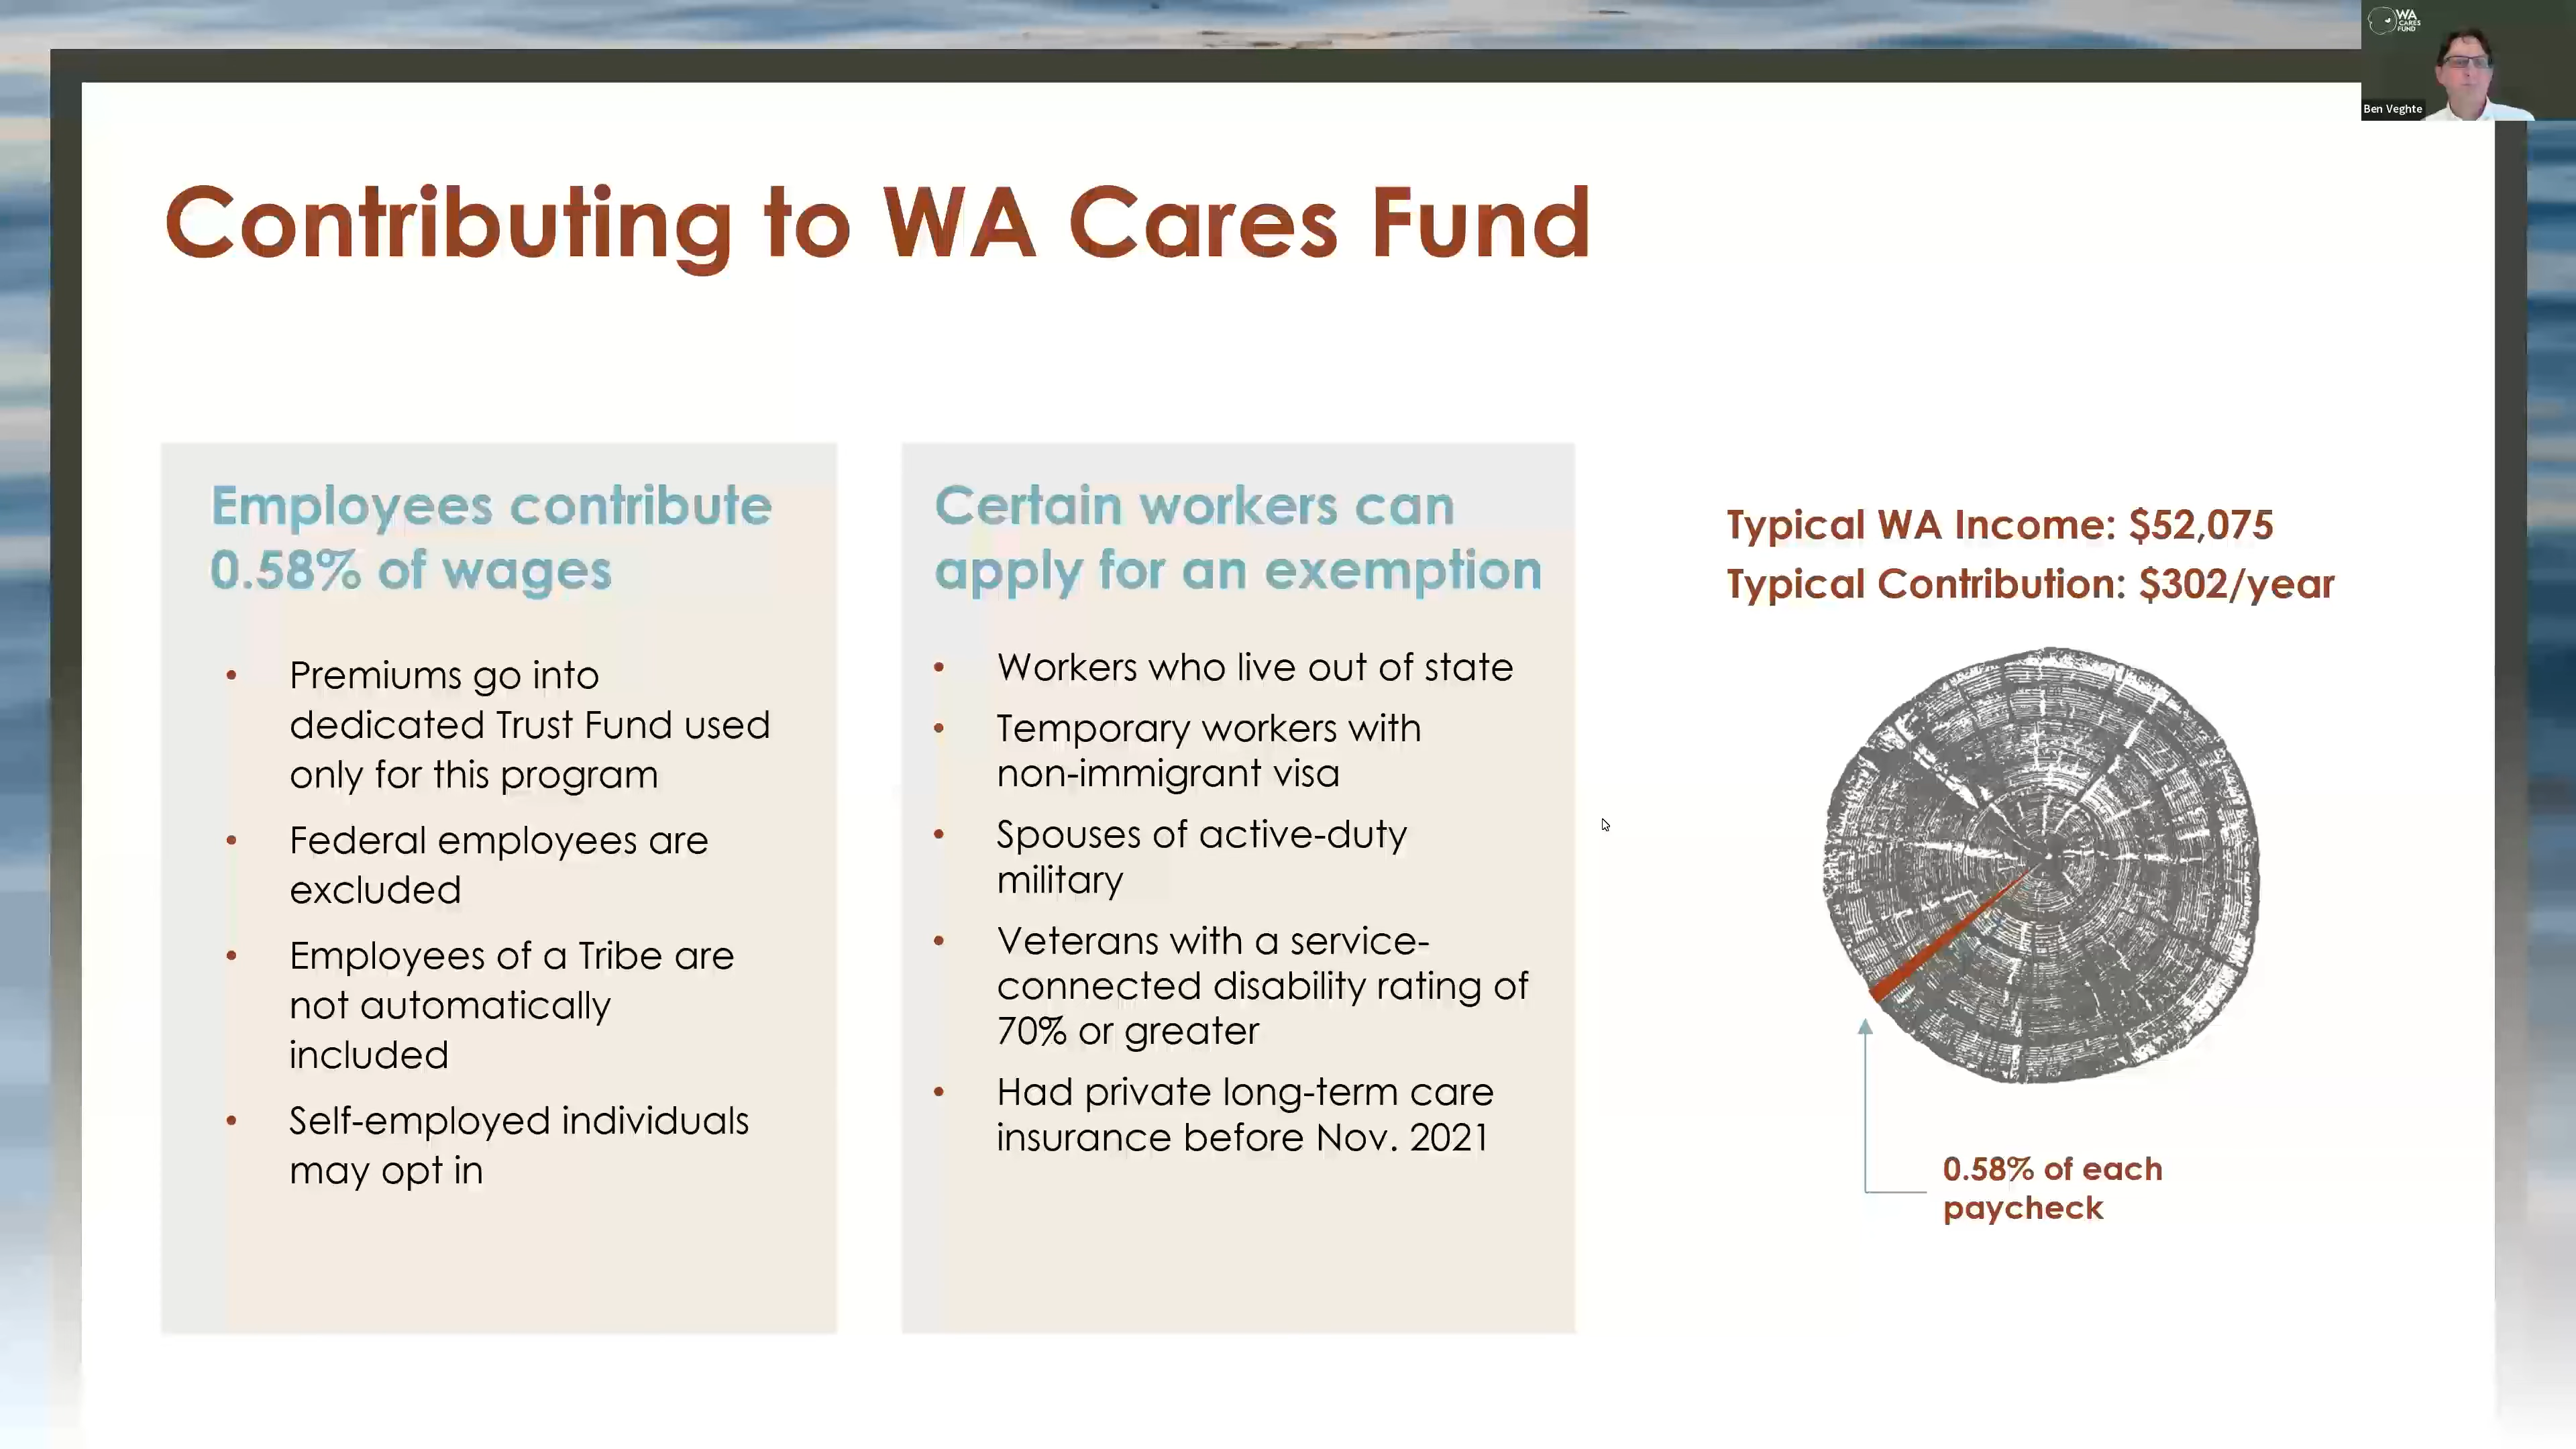 WA
CARES
FUND
Ben Veghte
Contributing to WA Cares Fund
Employees contribute
0.58% of wages
• Premiums go into
dedicated Trust Fund used
only for this program
• Federal employees are
excluded
• Employees of a Tribe are
not automatically
included
• Self-employed individuals
may opt in
Certain workers can
apply for an exemption
• Workers who live out of state
• Temporary workers with
non-immigrant visa
• Spouses of active-duty
military
• Veterans with a service-
connected disability rating of
70% or greater
• Had private long-term care
insurance before Nov. 2021
Typical WA Income: $52,075
Typical Contribution: $302/year
0.58% of each
paycheck